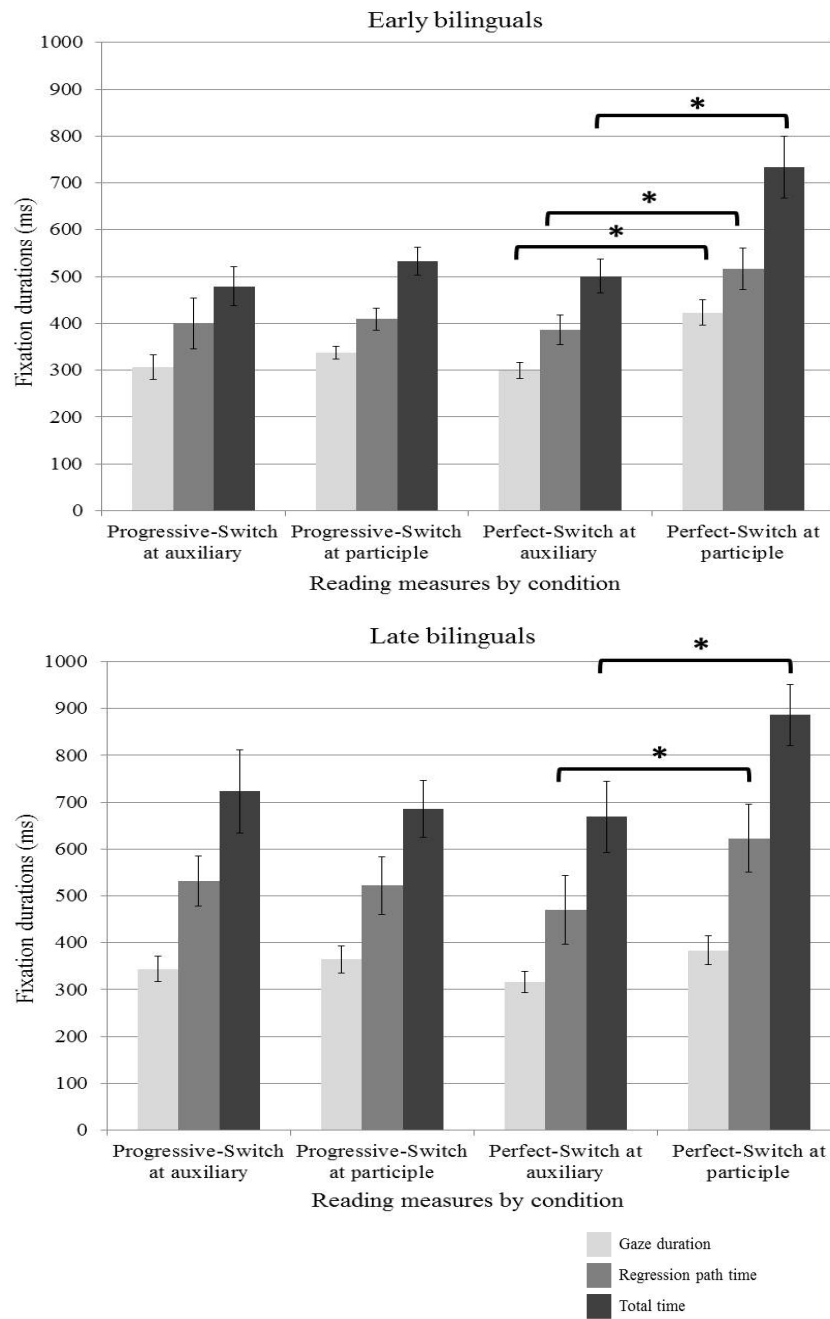 Early bilinguals
1000
900
800
700
600
500
400
300
200
100
0
Fixation durations (ms)
*
*
*
Progressive-Switch at auxiliary
Progressive-Switch at participle
Perfect-Switch at auxiliary
Perfect-Switch at participle
Reading measures by condition
Late bilinguals
1000
900
800
700
600
500
400
300
200
100
0
Fixation durations (ms)
*
*
Progressive-Switch at auxiliary
Progressive-Switch at participle
Perfect-Switch at auxiliary
Perfect-Switch at participle
Reading measures by condition
Gaze duration
Regression path time
Total time